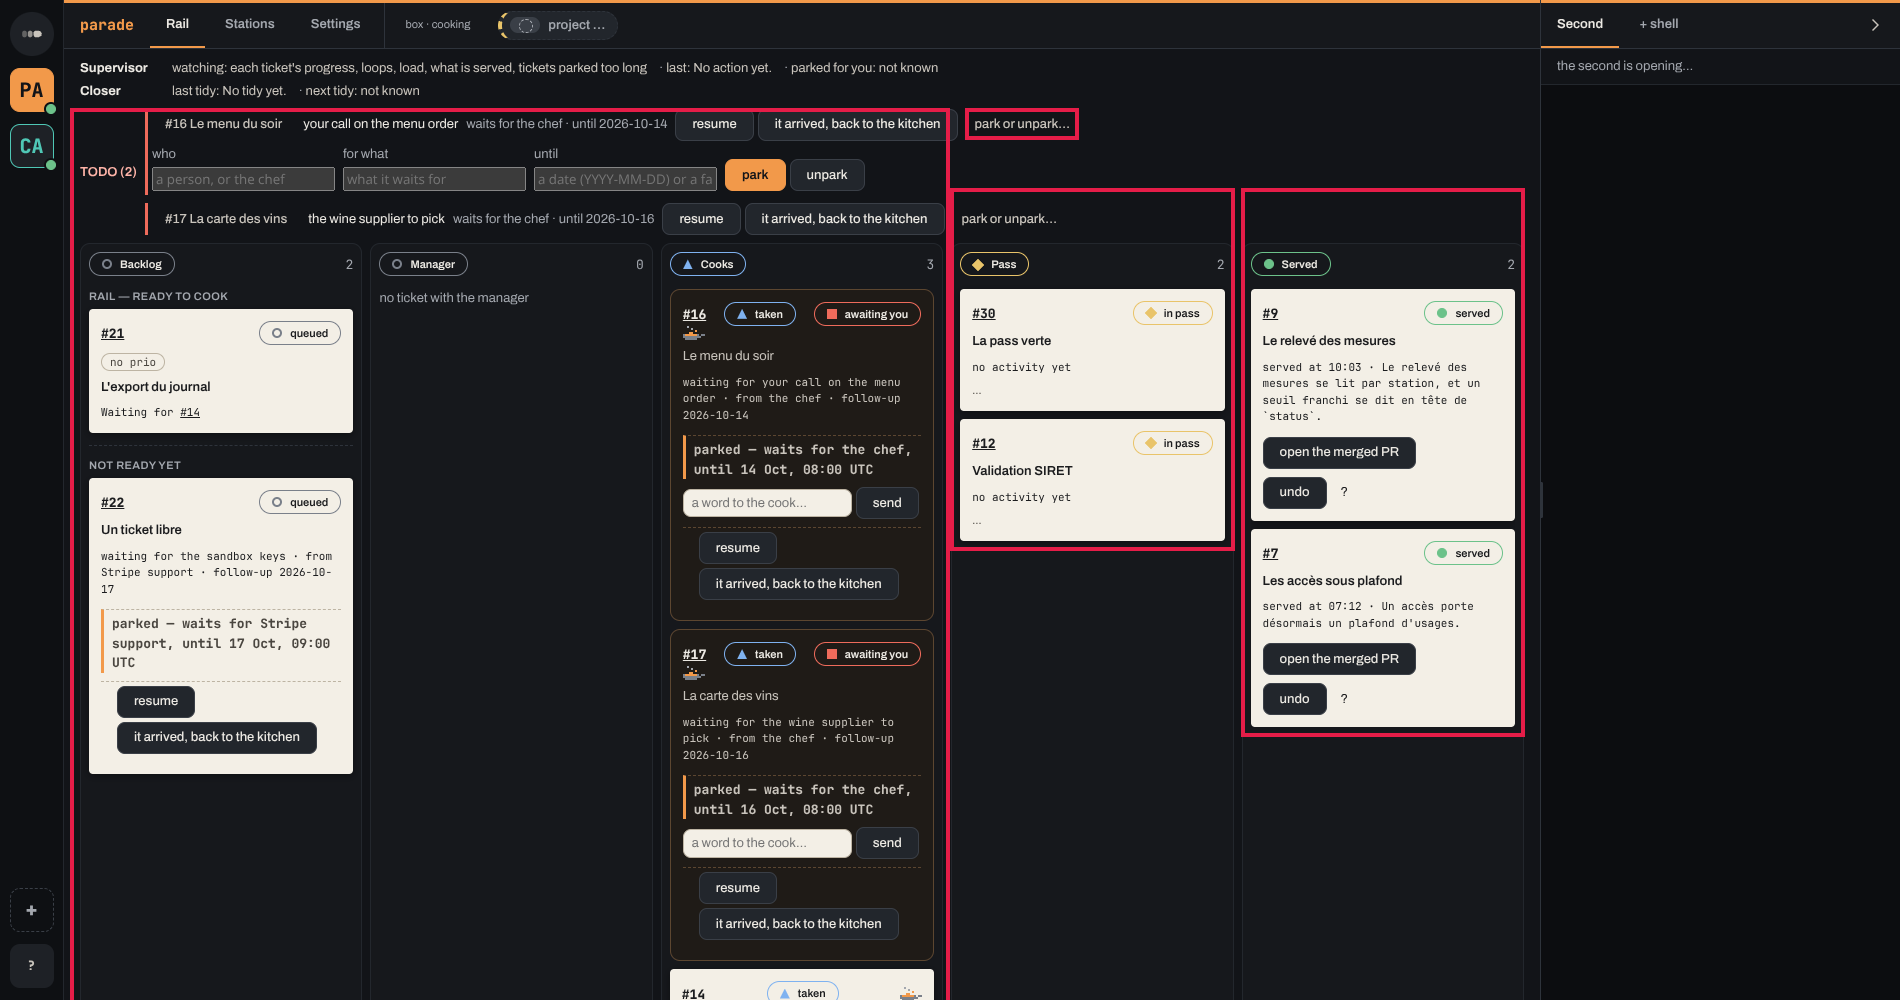 parade Rail Stations Settings box · cooking project ... Second + shell
PA
CA
Supervisor watching: each ticket's progress, loops, load, what is served, tickets parked too long · last: No action yet. · parked for you: not known
the second is opening...
Closer last tidy: No tidy yet. · next tidy: not known
TODO (2)
#16 Le menu du soir your call on the menu order waits for the chef · until 2026-10-14 resume it arrived, back to the kitchen park or unpark...
who for what until
a person, or the chef what it waits for a date (YYYY-MM-DD) or a fa park unpark
#17 La carte des vins the wine supplier to pick waits for the chef · until 2026-10-16 resume it arrived, back to the kitchen park or unpark...
Backlog 2
RAIL — READY TO COOK
#21 queued
no prio
L'export du journal
Waiting for #14
NOT READY YET
#22 queued
Un ticket libre
waiting for the sandbox keys · from
Stripe support · follow-up 2026-10-
17
parked — waits for Stripe
support, until 17 Oct, 09:00
UTC
resume
it arrived, back to the kitchen
Manager 0
no ticket with the manager
Cooks 3
#16 taken awaiting you
Le menu du soir
waiting for your call on the menu
order · from the chef · follow-up
2026-10-14
parked — waits for the chef,
until 14 Oct, 08:00 UTC
a word to the cook... send
resume
it arrived, back to the kitchen
#17 taken awaiting you
La carte des vins
waiting for the wine supplier to
pick · from the chef · follow-up
2026-10-16
parked — waits for the chef,
until 16 Oct, 08:00 UTC
a word to the cook... send
resume
it arrived, back to the kitchen
#14 taken
Pass 2
#30 in pass
La pass verte
no activity yet
...
#12 in pass
Validation SIRET
no activity yet
...
Served 2
#9 served
Le relevé des mesures
served at 10:03 · Le relevé des
mesures se lit par station, et un
seuil franchi se dit en tête de
`status`.
open the merged PR
undo ?
#7 served
Les accès sous plafond
served at 07:12 · Un accès porte
désormais un plafond d'usages.
open the merged PR
undo ?
+
?